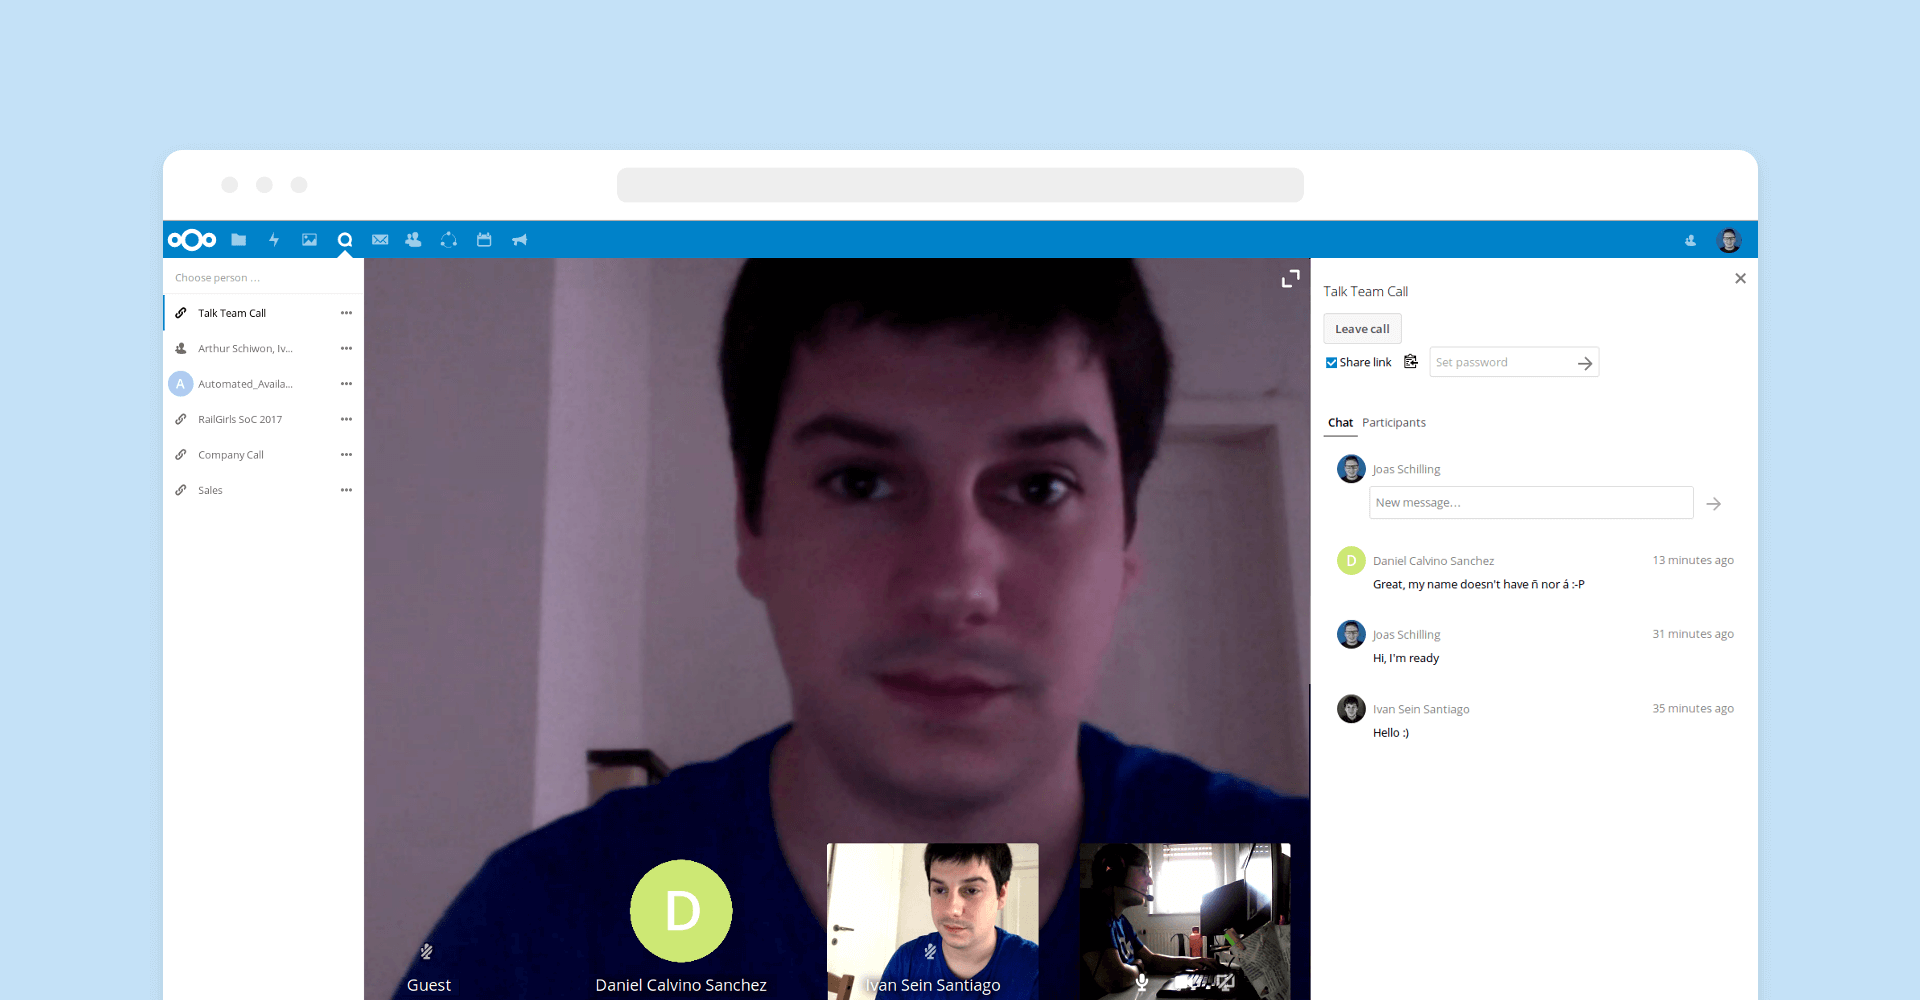 Choose person ...
Talk Team Call
Arthur Schiwon, Iv...
A
Automated_Availa...
RailGirls SoC 2017
Company Call
Sales
D
Guest
Daniel Calvino Sanchez
Ivan Sein Santiago
Talk Team Call
Leave call
Share link
Set password
Chat Participants
Joas Schilling
New message...
D
Daniel Calvino Sanchez 13 minutes ago
Great, my name doesn't have ñ nor á :-P
Joas Schilling 31 minutes ago
Hi, I'm ready
Ivan Sein Santiago 35 minutes ago
Hello :)